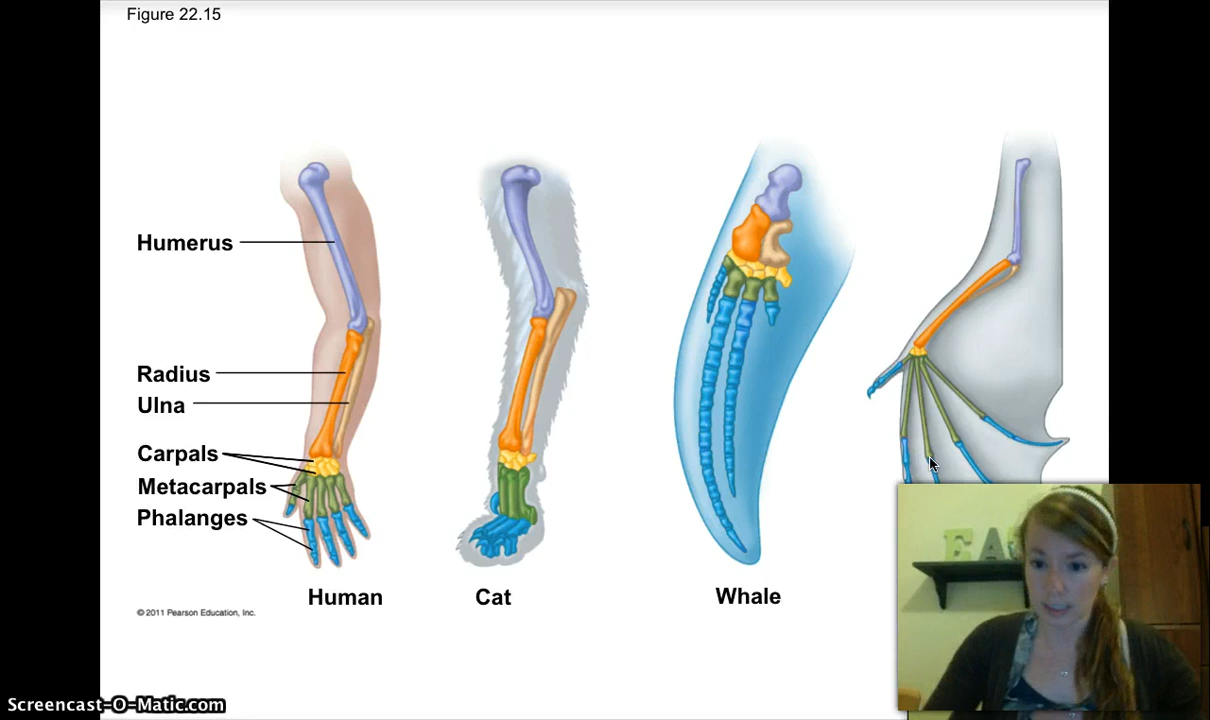 Figure 22.15
Humerus
Radius
Ulna
Carpals
Metacarpals
Phalanges
Human
Cat
Whale
© 2011 Pearson Education, Inc.
EA
Screencast-O-Matic.com